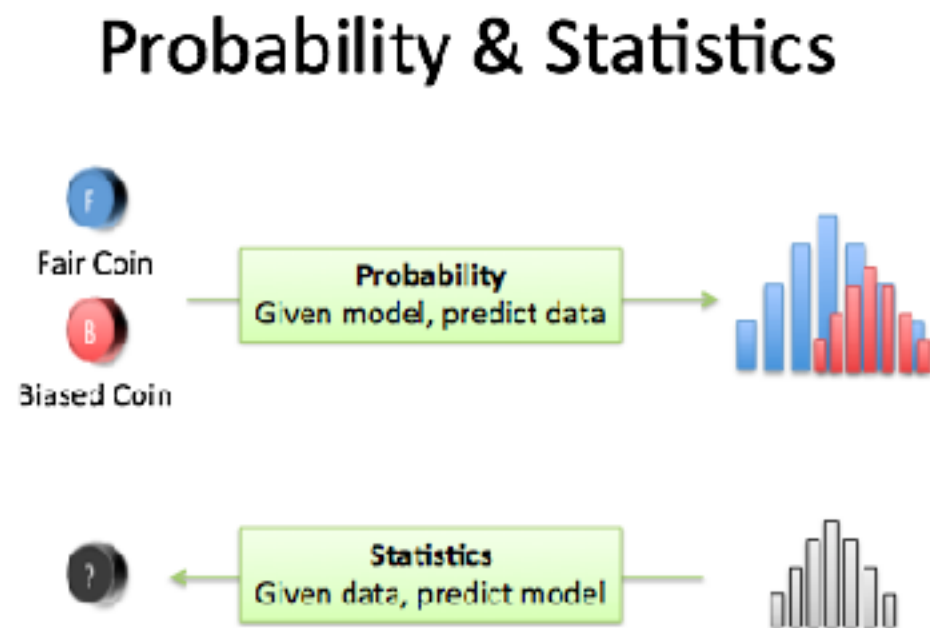 Probability & Statistics
F
Fair Coin
Probability
Given model, predict data
B
Biased Coin
Statistics
Given data, predict model
?